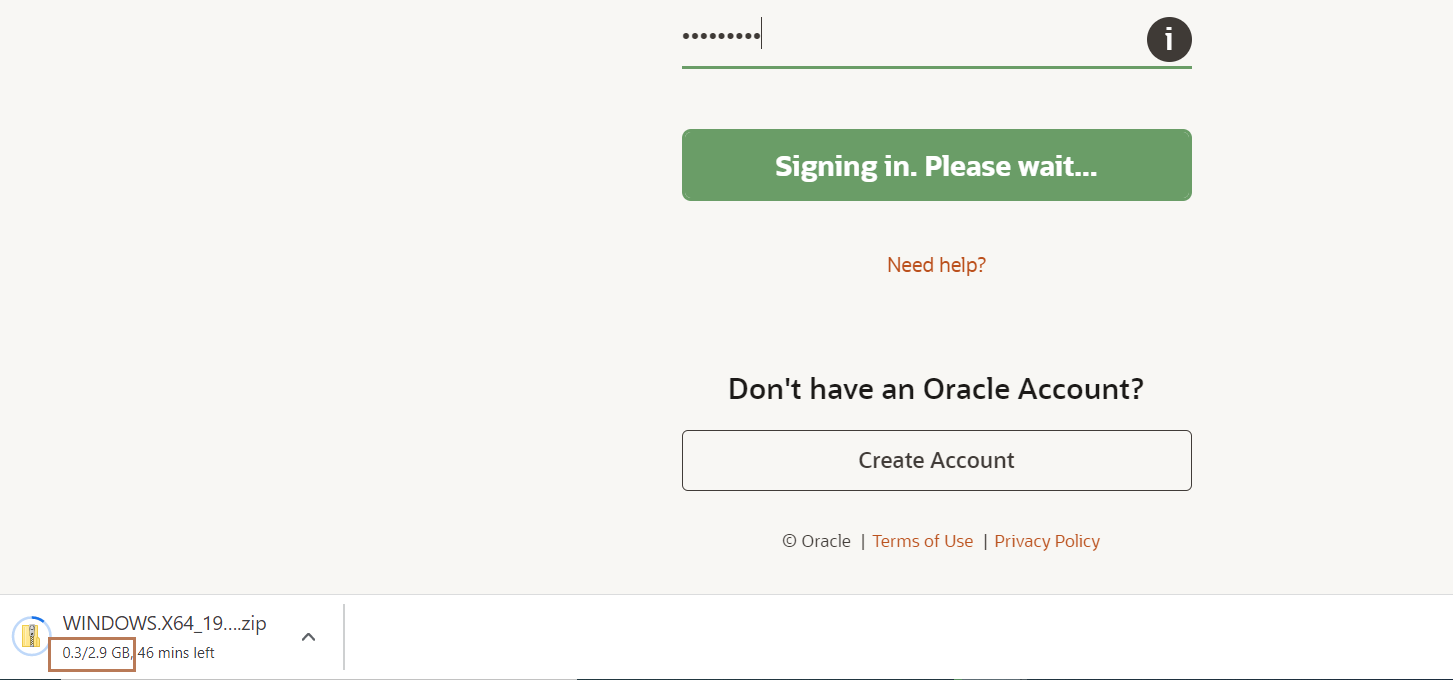 •••••••••
i
Signing in. Please wait...
Need help?
Don't have an Oracle Account?
Create Account
© Oracle | Terms of Use | Privacy Policy
WINDOWS.X64_19....zip
0.3/2.9 GB, 46 mins left